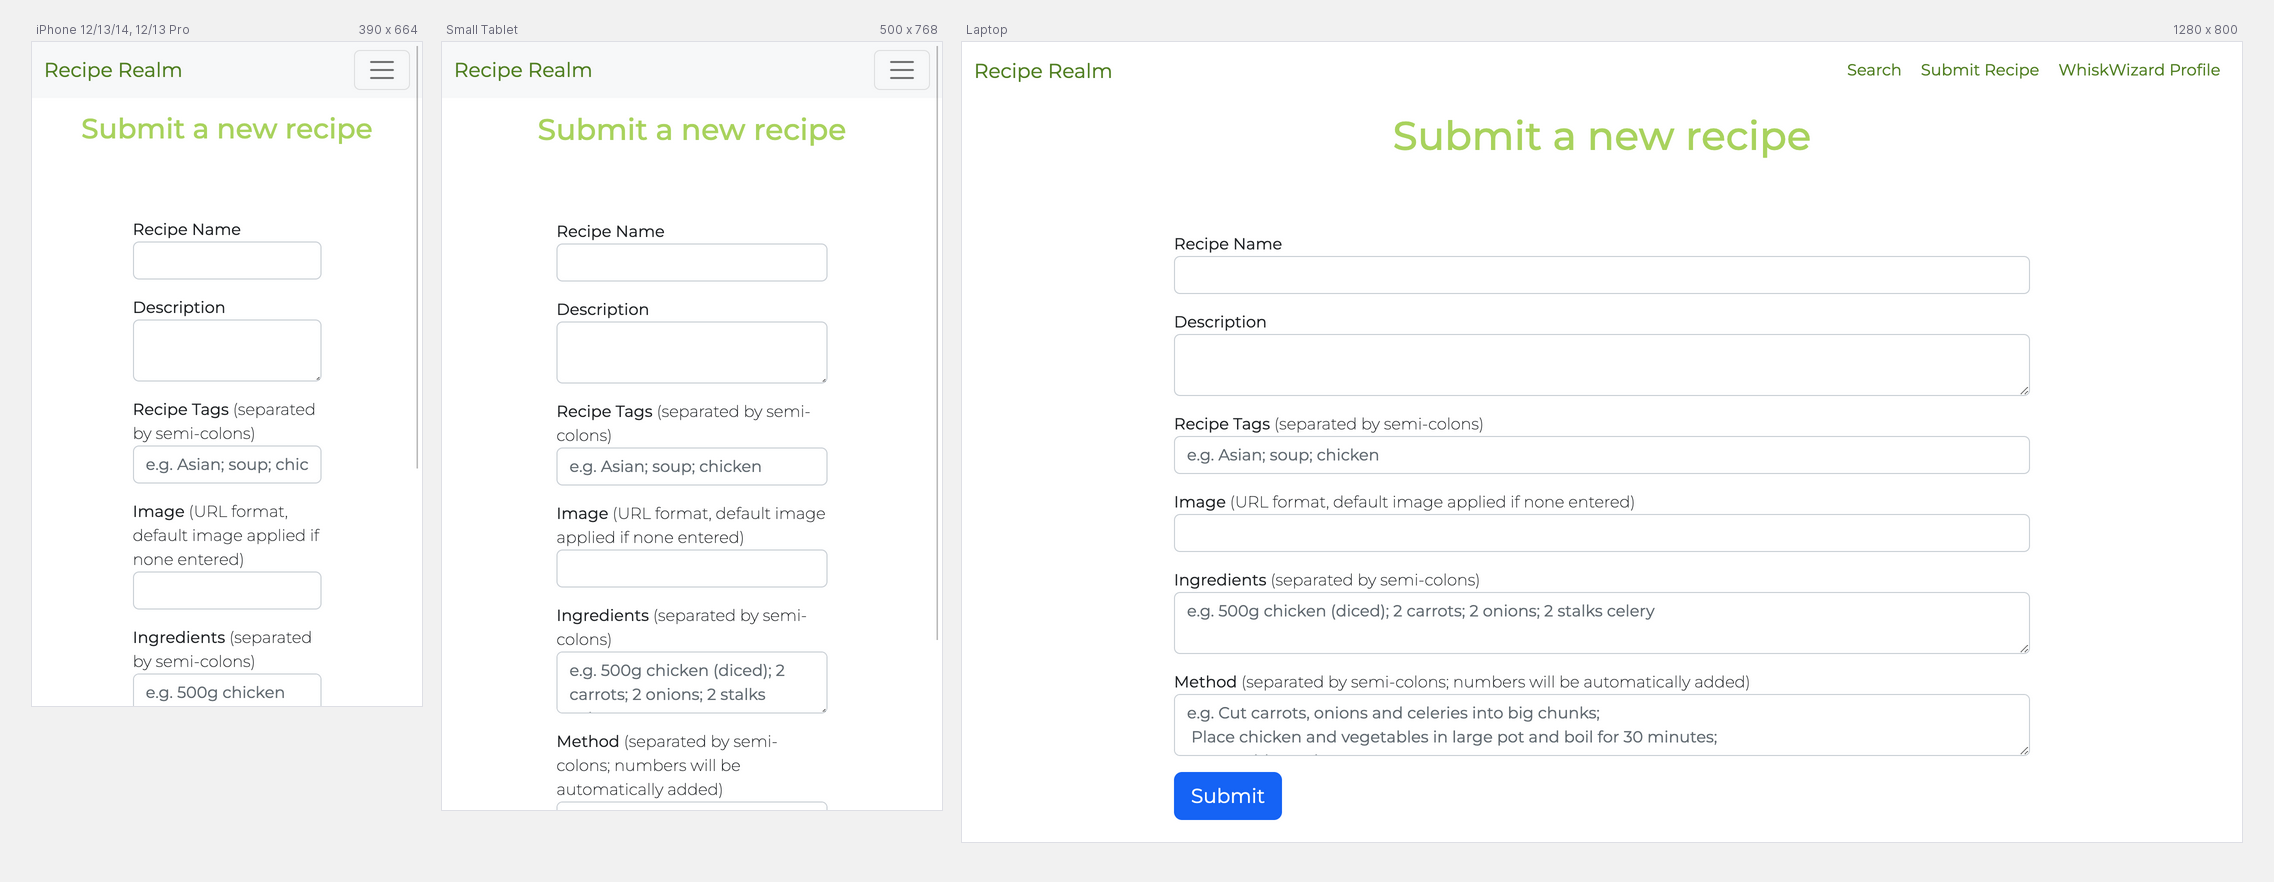 iPhone 12/13/14, 12/13 Pro
390 x 664
Recipe Realm
Submit a new recipe
Recipe Name
Description
Recipe Tags (separated
by semi-colons)
e.g. Asian; soup; chic
Image (URL format,
default image applied if
none entered)
Ingredients (separated
by semi-colons)
e.g. 500g chicken
Small Tablet
500 x 768
Recipe Realm
Submit a new recipe
Recipe Name
Description
Recipe Tags (separated by semi-
colons)
e.g. Asian; soup; chicken
Image (URL format, default image
applied if none entered)
Ingredients (separated by semi-
colons)
e.g. 500g chicken (diced); 2
carrots; 2 onions; 2 stalks
Method (separated by semi-
colons; numbers will be
automatically added)
Laptop
1280 x 800
Recipe Realm
Search
Submit Recipe
WhiskWizard Profile
Submit a new recipe
Recipe Name
Description
Recipe Tags (separated by semi-colons)
e.g. Asian; soup; chicken
Image (URL format, default image applied if none entered)
Ingredients (separated by semi-colons)
e.g. 500g chicken (diced); 2 carrots; 2 onions; 2 stalks celery
Method (separated by semi-colons; numbers will be automatically added)
e.g. Cut carrots, onions and celeries into big chunks;
Place chicken and vegetables in large pot and boil for 30 minutes;
Submit